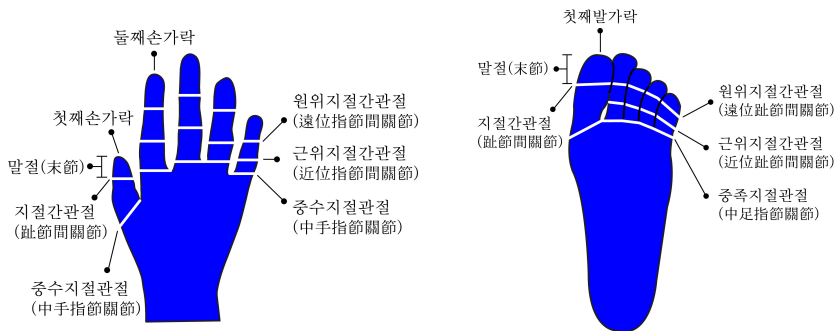 둘째손가락
첫째손가락
말절(末節)
지절간관절
(趾節間關節)
중수지절관절
(中手指節關節)
원위지절간관절
(遠位指節間關節)
근위지절간관절
(近位指節間關節)
중수지절관절
(中手指節關節)
첫째발가락
말절(末節)
지절간관절
(趾節間關節)
원위지절간관절
(遠位趾節間關節)
근위지절간관절
(近位趾節間關節)
중족지절관절
(中足指節關節)